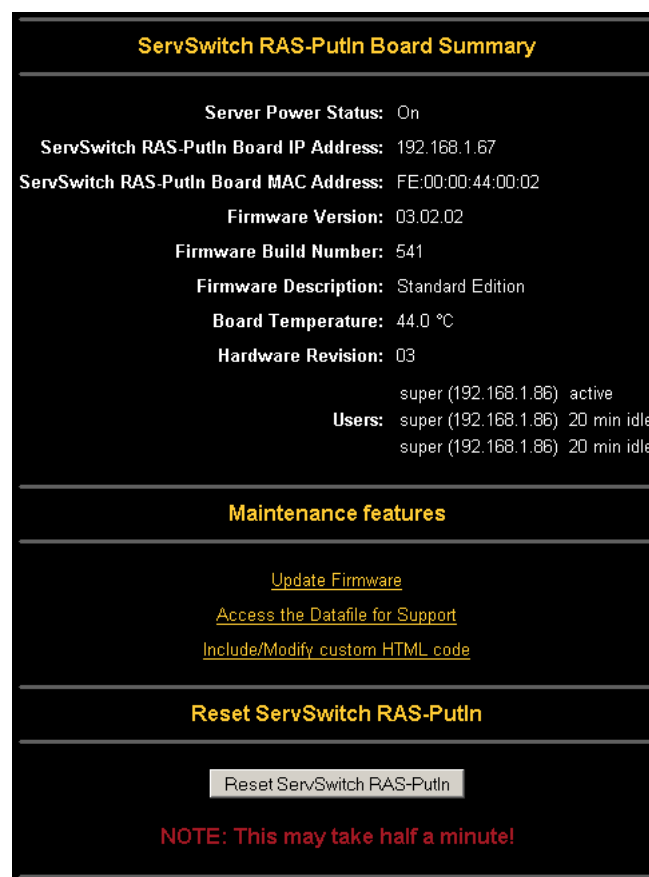 ServSwitch RAS-PutIn Board Summary
Server Power Status: On
ServSwitch RAS-PutIn Board IP Address: 192.168.1.67
ServSwitch RAS-PutIn Board MAC Address: FE:00:00:44:00:02
Firmware Version: 03.02.02
Firmware Build Number: 541
Firmware Description: Standard Edition
Board Temperature: 44.0 °C
Hardware Revision: 03
super (192.168.1.86) active
Users: super (192.168.1.86) 20 min idle
super (192.168.1.86) 20 min idle
Maintenance features
Update Firmware
Access the Datafile for Support
Include/Modify custom HTML code
Reset ServSwitch RAS-PutIn
Reset ServSwitch RAS-PutIn
NOTE: This may take half a minute!